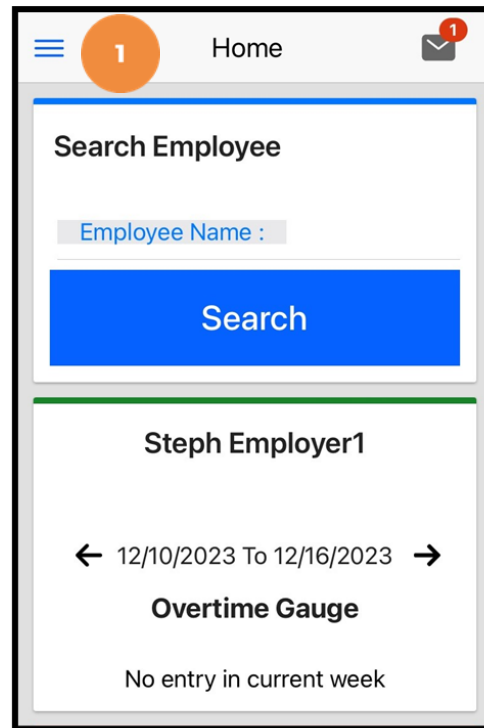 1 Home 1
Search Employee
Employee Name :
Search
Steph Employer1
12/10/2023 To 12/16/2023
Overtime Gauge
No entry in current week